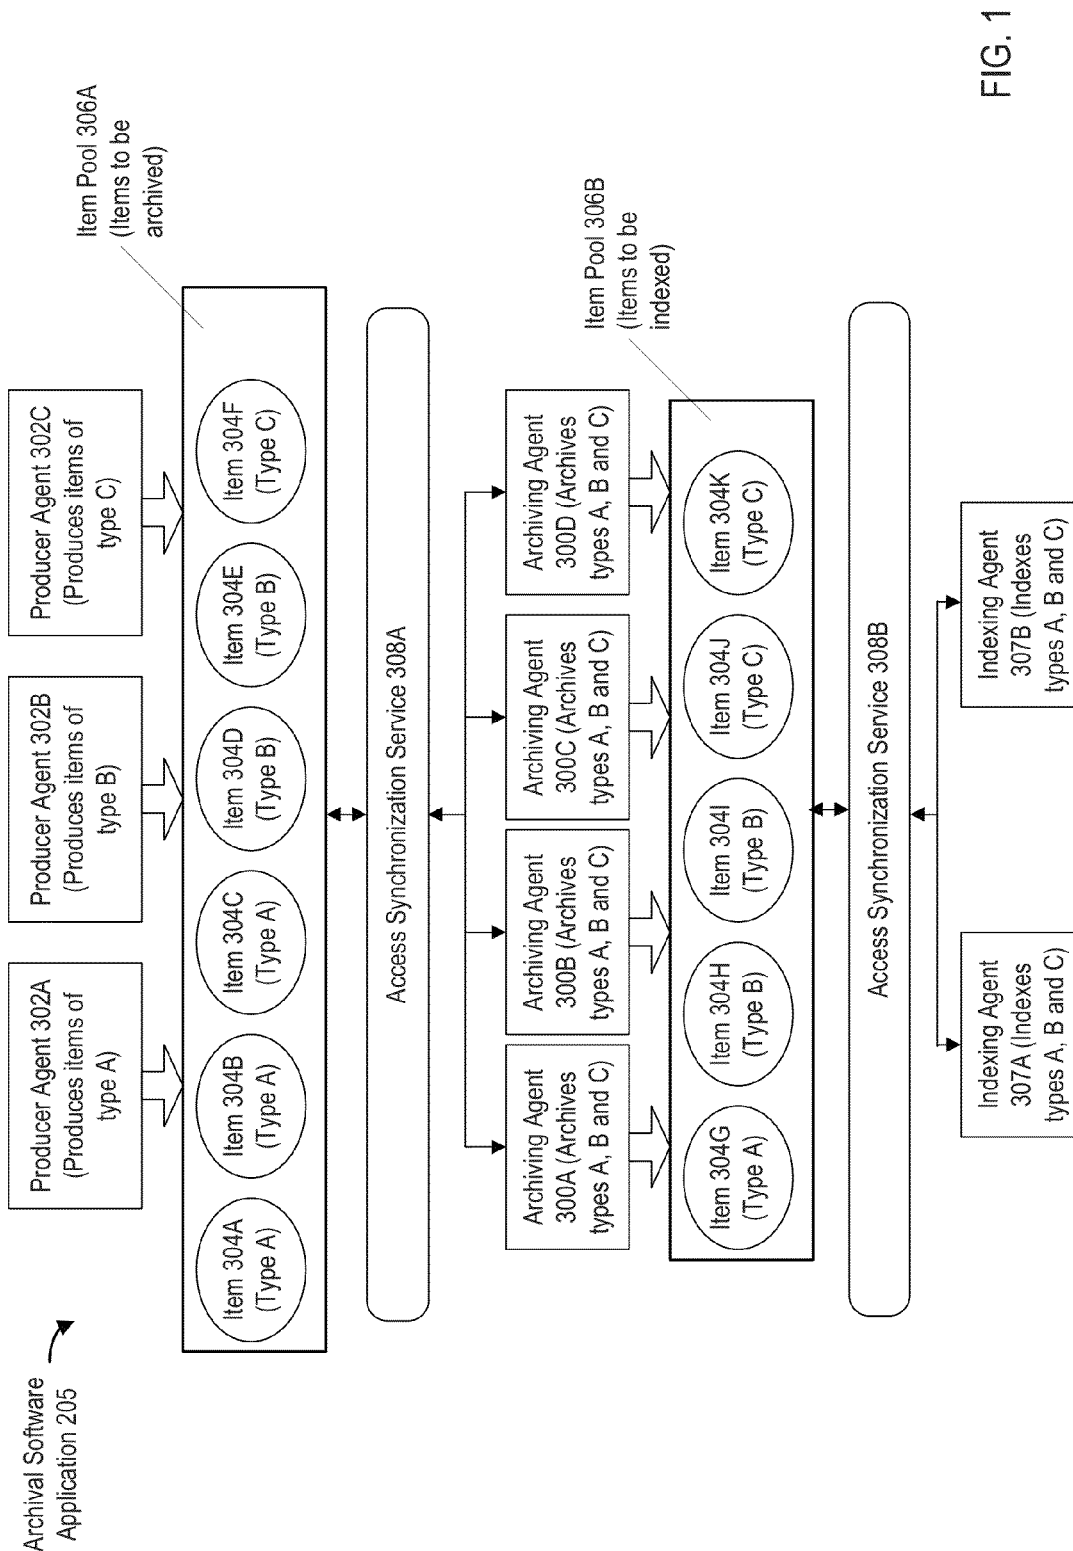 Archival Software
Application 205
Producer Agent 302A
(Produces items of
type A)
Producer Agent 302B
(Produces items of
type B)
Producer Agent 302C
(Produces items of
type C)
Item Pool 306A
(Items to be
archived)
Item 304A
(Type A)
Item 304B
(Type A)
Item 304C
(Type A)
Item 304D
(Type B)
Item 304E
(Type B)
Item 304F
(Type C)
Access Synchronization Service 308A
Archiving Agent
300A (Archives
types A, B and C)
Archiving Agent
300B (Archives
types A, B and C)
Archiving Agent
300C (Archives
types A, B and C)
Archiving Agent
300D (Archives
types A, B and C)
Item Pool 306B
(Items to be
indexed)
Item 304G
(Type A)
Item 304H
(Type B)
Item 304I
(Type B)
Item 304J
(Type C)
Item 304K
(Type C)
Access Synchronization Service 308B
Indexing Agent
307A (Indexes
types A, B and C)
Indexing Agent
307B (Indexes
types A, B and C)
FIG. 1